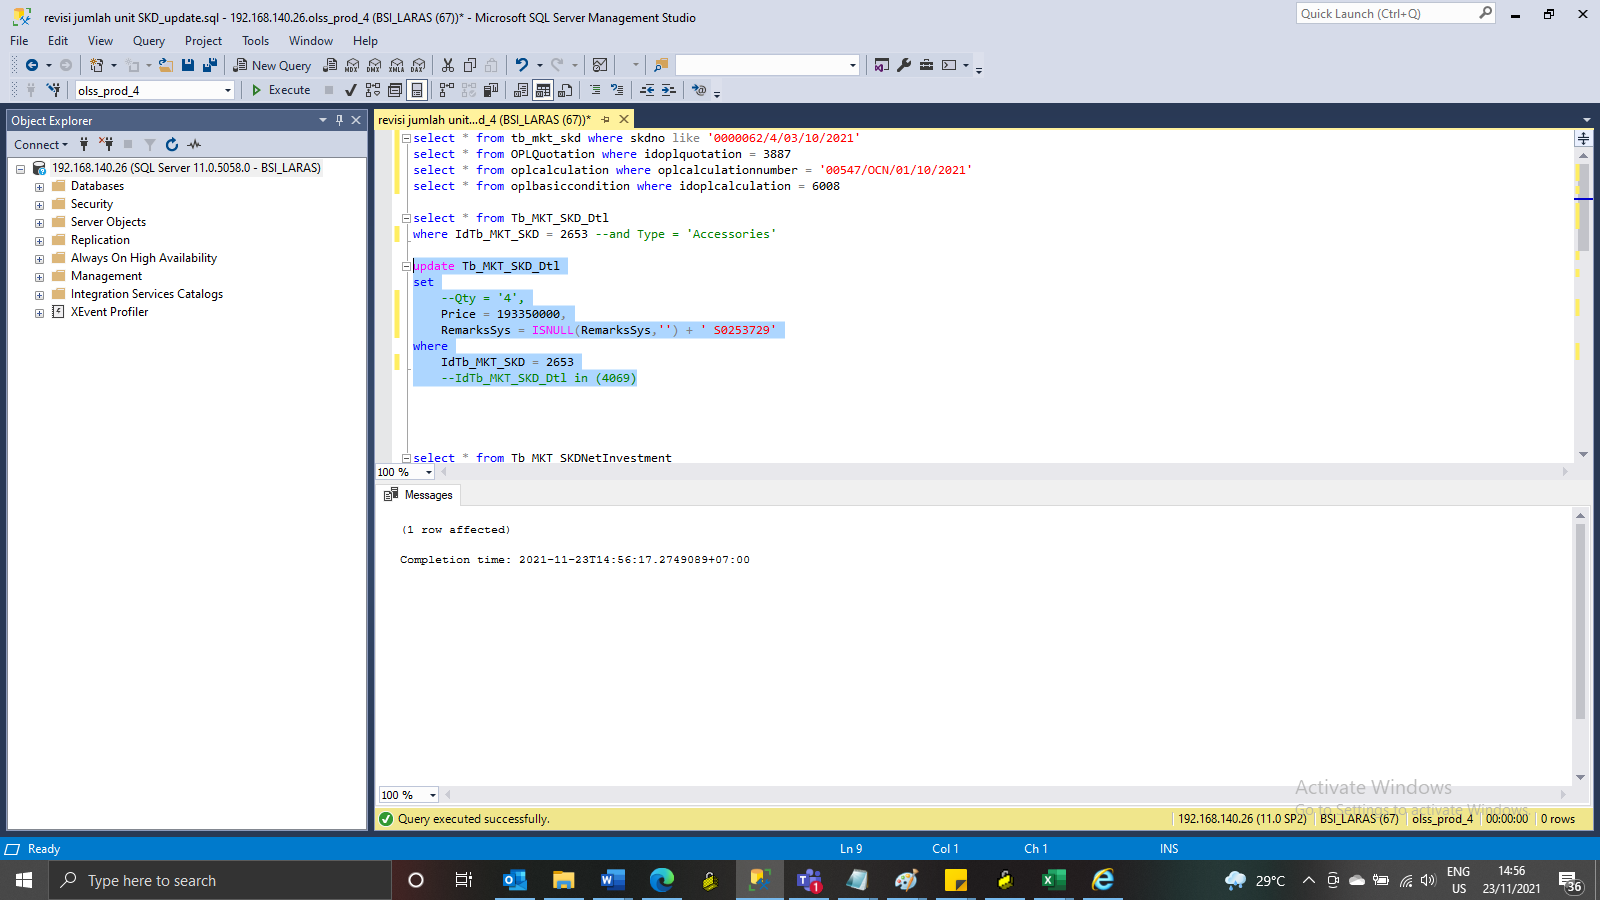 revisi jumlah unit SKD_update.sql - 192.168.140.26.olss_prod_4 (BSI_LARAS (67))* - Microsoft SQL Server Management Studio
Quick Launch (Ctrl+Q)
File Edit View Query Project Tools Window Help
New Query
MDX DMX XMLA DAX
olss_prod_4
Execute
Object Explorer
revisi jumlah unit...d_4 (BSI_LARAS (67))*
Connect
192.168.140.26 (SQL Server 11.0.5058.0 - BSI_LARAS)
Databases
Security
Server Objects
Replication
Always On High Availability
Management
Integration Services Catalogs
XEvent Profiler
select * from tb_mkt_skd where skdno like '0000062/4/03/10/2021'
select * from OPLQuotation where idoplquotation = 3887
select * from oplcalculation where oplcalculationnumber = '00547/OCN/01/10/2021'
select * from oplbasiccondition where idoplcalculation = 6008
select * from Tb_MKT_SKD_Dtl
where IdTb_MKT_SKD = 2653 --and Type = 'Accessories'
update Tb_MKT_SKD_Dtl
set
--Qty = '4',
Price = 193350000,
RemarksSys = ISNULL(RemarksSys,'') + ' S0253729'
where
IdTb_MKT_SKD = 2653
--IdTb_MKT_SKD_Dtl in (4069)
select * from Tb_MKT_SKDNetInvestment
100 %
Messages
(1 row affected)
Completion time: 2021-11-23T14:56:17.2749089+07:00
100 %
Activate Windows
Go to Settings to activate Windows.
Query executed successfully.
192.168.140.26 (11.0 SP2) BSI_LARAS (67) olss_prod_4 00:00:00 0 rows
Ready
Ln 9 Col 1 Ch 1 INS
Type here to search
1
29°C
ENG
US
14:56
23/11/2021
36